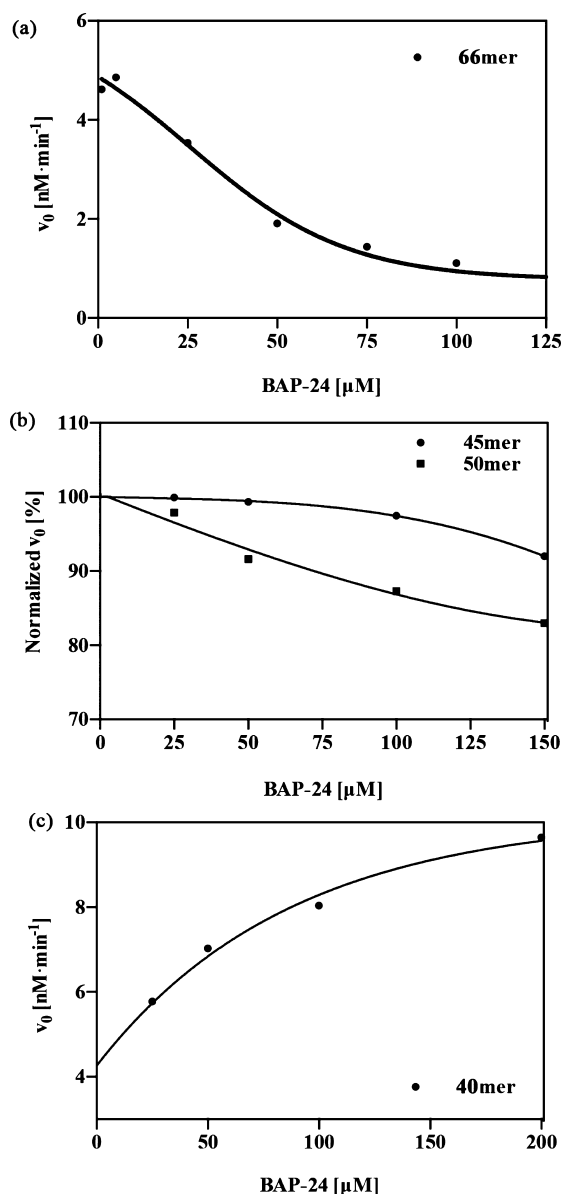 (a)
6
4
2
0
v0 [nM·min-1]
66mer
0 25 50 75 100 125
BAP-24 [µM]
(b)
110
100
90
80
70
Normalized v0 [%]
45mer
50mer
0 25 50 75 100 125 150
BAP-24 [µM]
(c)
10
8
6
4
v0 [nM·min-1]
40mer
0 50 100 150 200
BAP-24 [µM]